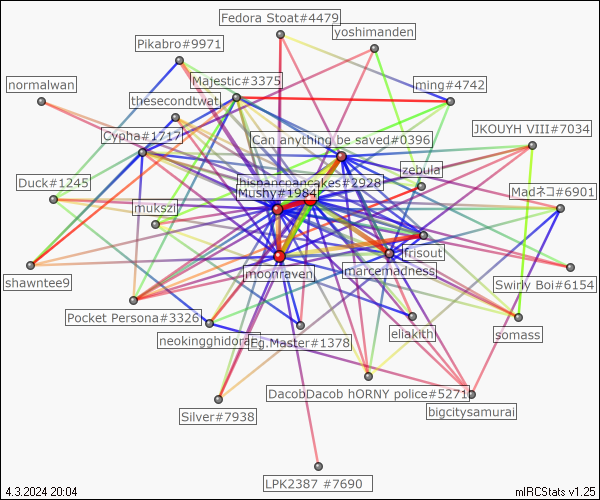 Fedora Stoat#4479
yoshimanden
Pikabro#9971
Majestic#3375
ming#4742
normalwan
thesecondtwat
Cypha#1717
JKOUYH VIII#7034
Can anything be saved#0396
zebula
Duck#1245
hispancpancakes#2928
Mushy#1984
Madネコ#6901
mukszi
frisout
marcemadness
moonraven
shawntee9
Swirly Boi#6154
Pocket Persona#3326
neokingghidora
Eg.Master#1378
eliakith
somass
DacobDacob hORNY police#5271
bigcitysamurai
Silver#7938
LPK2387 #7690
4.3.2024 20:04
mIRCStats v1.25